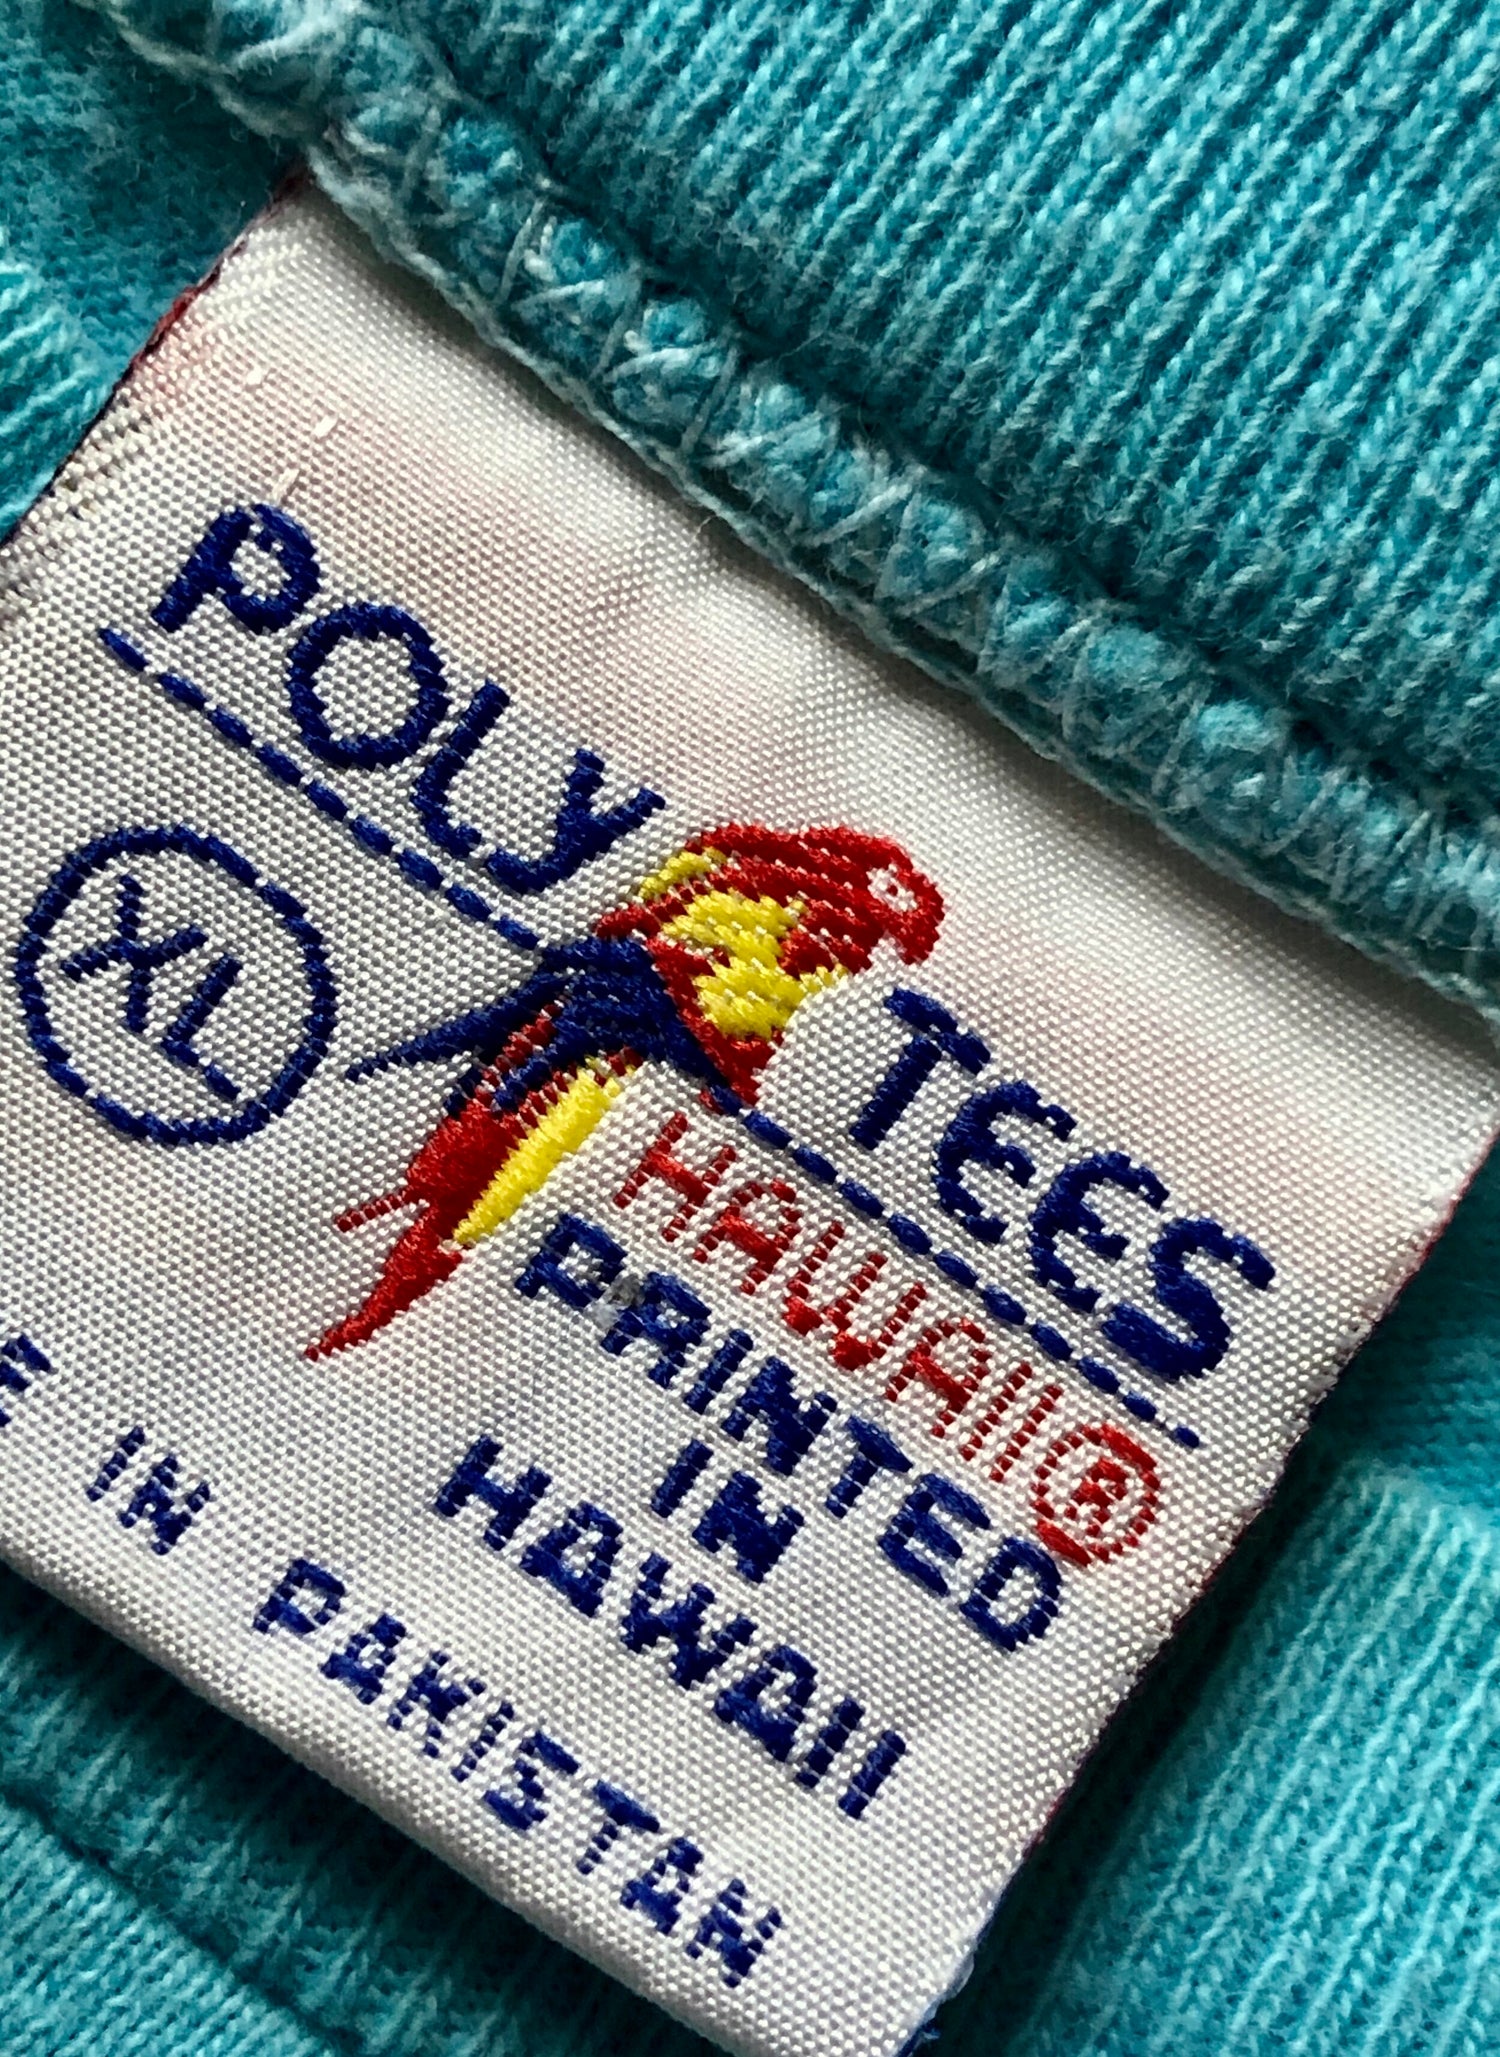 POLY TEES
XL
HAWAII®
PRINTED
IN
HAWAII
IN PAKISTAN